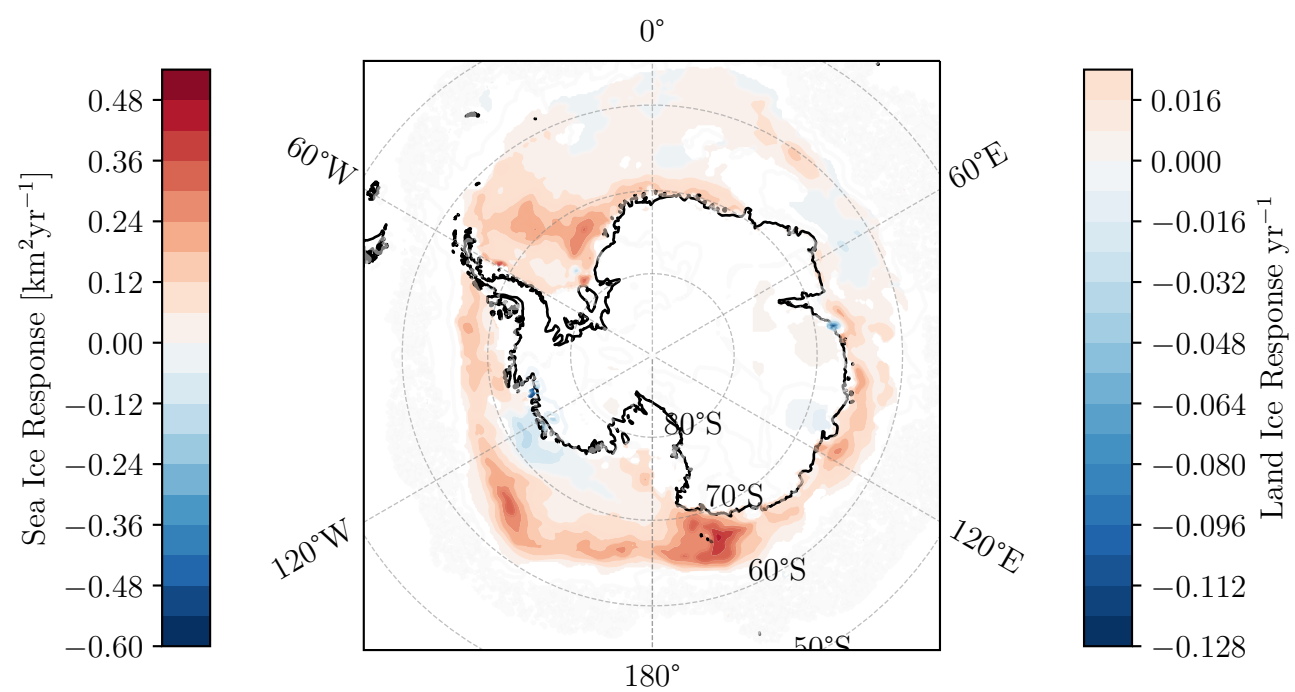 0°
60°W
60°E
120°W
120°E
180°
80°S
70°S
60°S
50°S
Sea Ice Response [km²yr⁻¹]
0.48
0.36
0.24
0.12
0.00
−0.12
−0.24
−0.36
−0.48
−0.60
Land Ice Response yr⁻¹
0.016
0.000
−0.016
−0.032
−0.048
−0.064
−0.080
−0.096
−0.112
−0.128